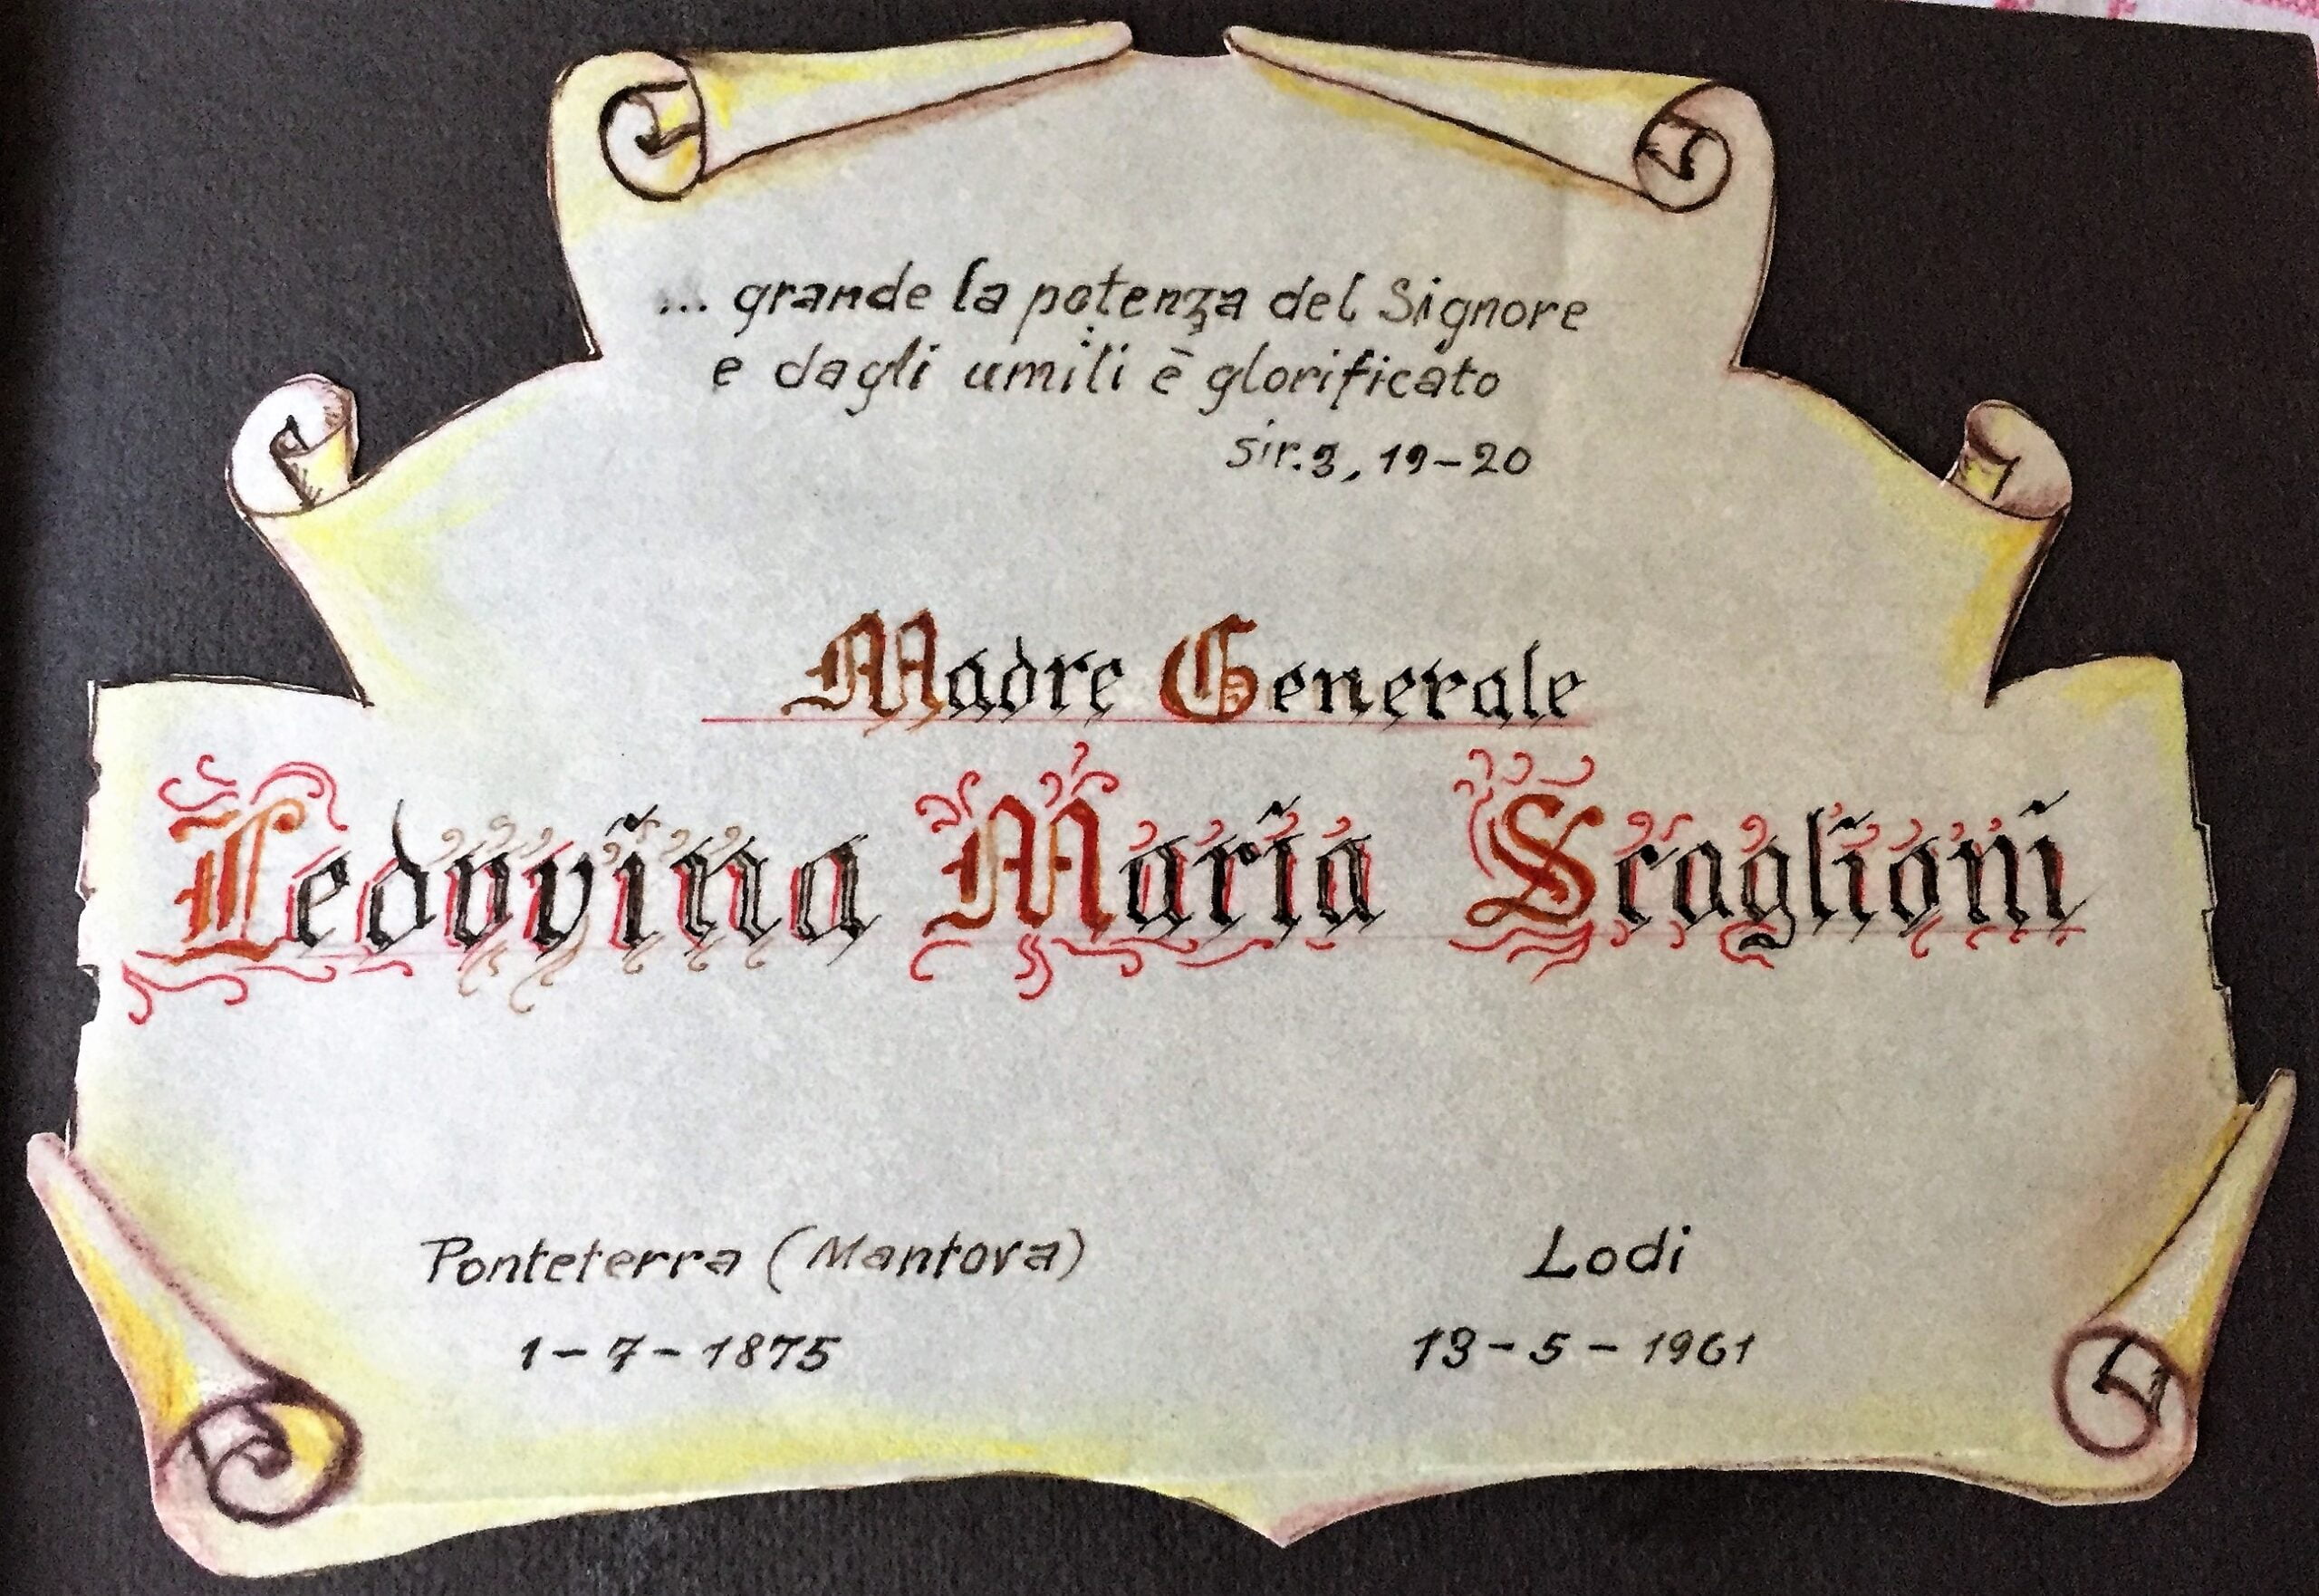 ... grande la potenza del Signore
e dagli umili è glorificato
Sir. 3, 19-20
Madre Generale
Leduvina Maria Scaglioni
Ponteterra (Mantova)
Lodi
1-7-1875
13-5-1961